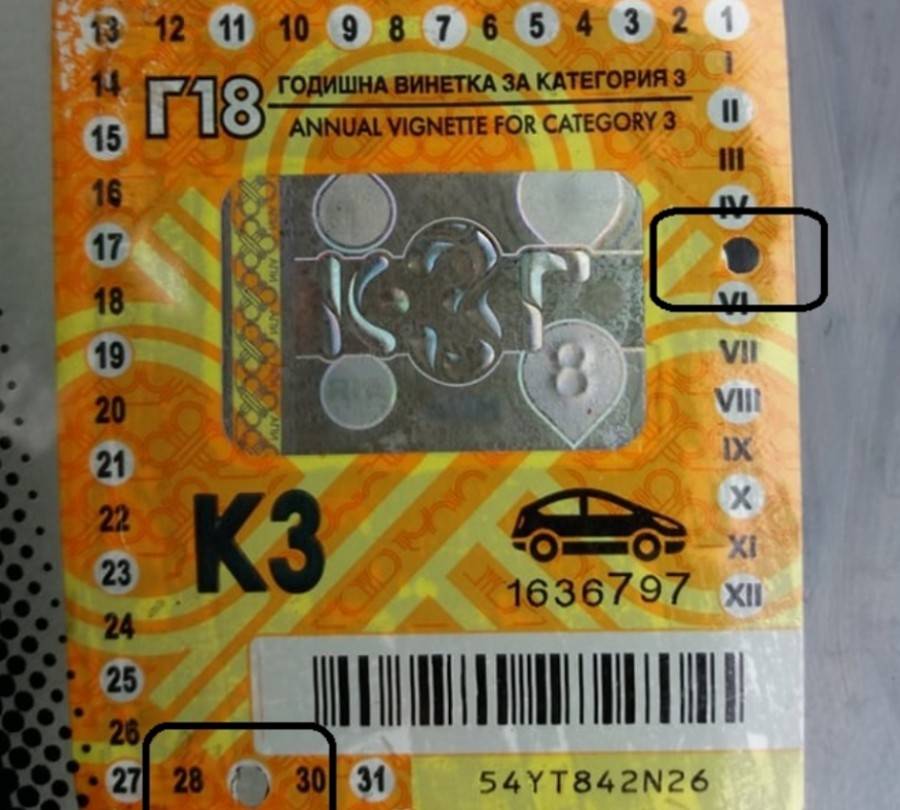 13 12 11 10 9 8 7 6 5 4 3 2 1
Г18
ГОДИШНА ВИНЕТКА ЗА КАТЕГОРИЯ 3
ANNUAL VIGNETTE FOR CATEGORY 3
I
II
III
IV
VI
VII
VIII
IX
X
XI
XII
14
15
16
17
18
19
20
21
22
23
24
25
26
К Г
8
K3
1636797
27 28 30 31
54YT842N26